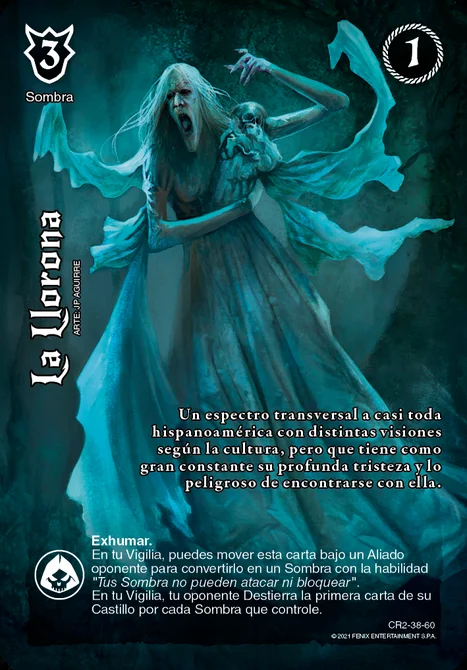 3
1
Sombra
La Llorona
ARTE: JP AGUIRRE
Un espectro transversal a casi toda
hispanoamérica con distintas visiones
según la cultura, pero que tiene como
gran constante su profunda tristeza y lo
peligroso de encontrarse con ella.
Exhumar.
En tu Vigilia, puedes mover esta carta bajo un Aliado
oponente para convertirlo en un Sombra con la habilidad
"Tus Sombra no pueden atacar ni bloquear".
En tu Vigilia, tu oponente Destierra la primera carta de su
Castillo por cada Sombra que controle.
CR2-38-60
© 2021 FENIX ENTERTAINMENT S.P.A.